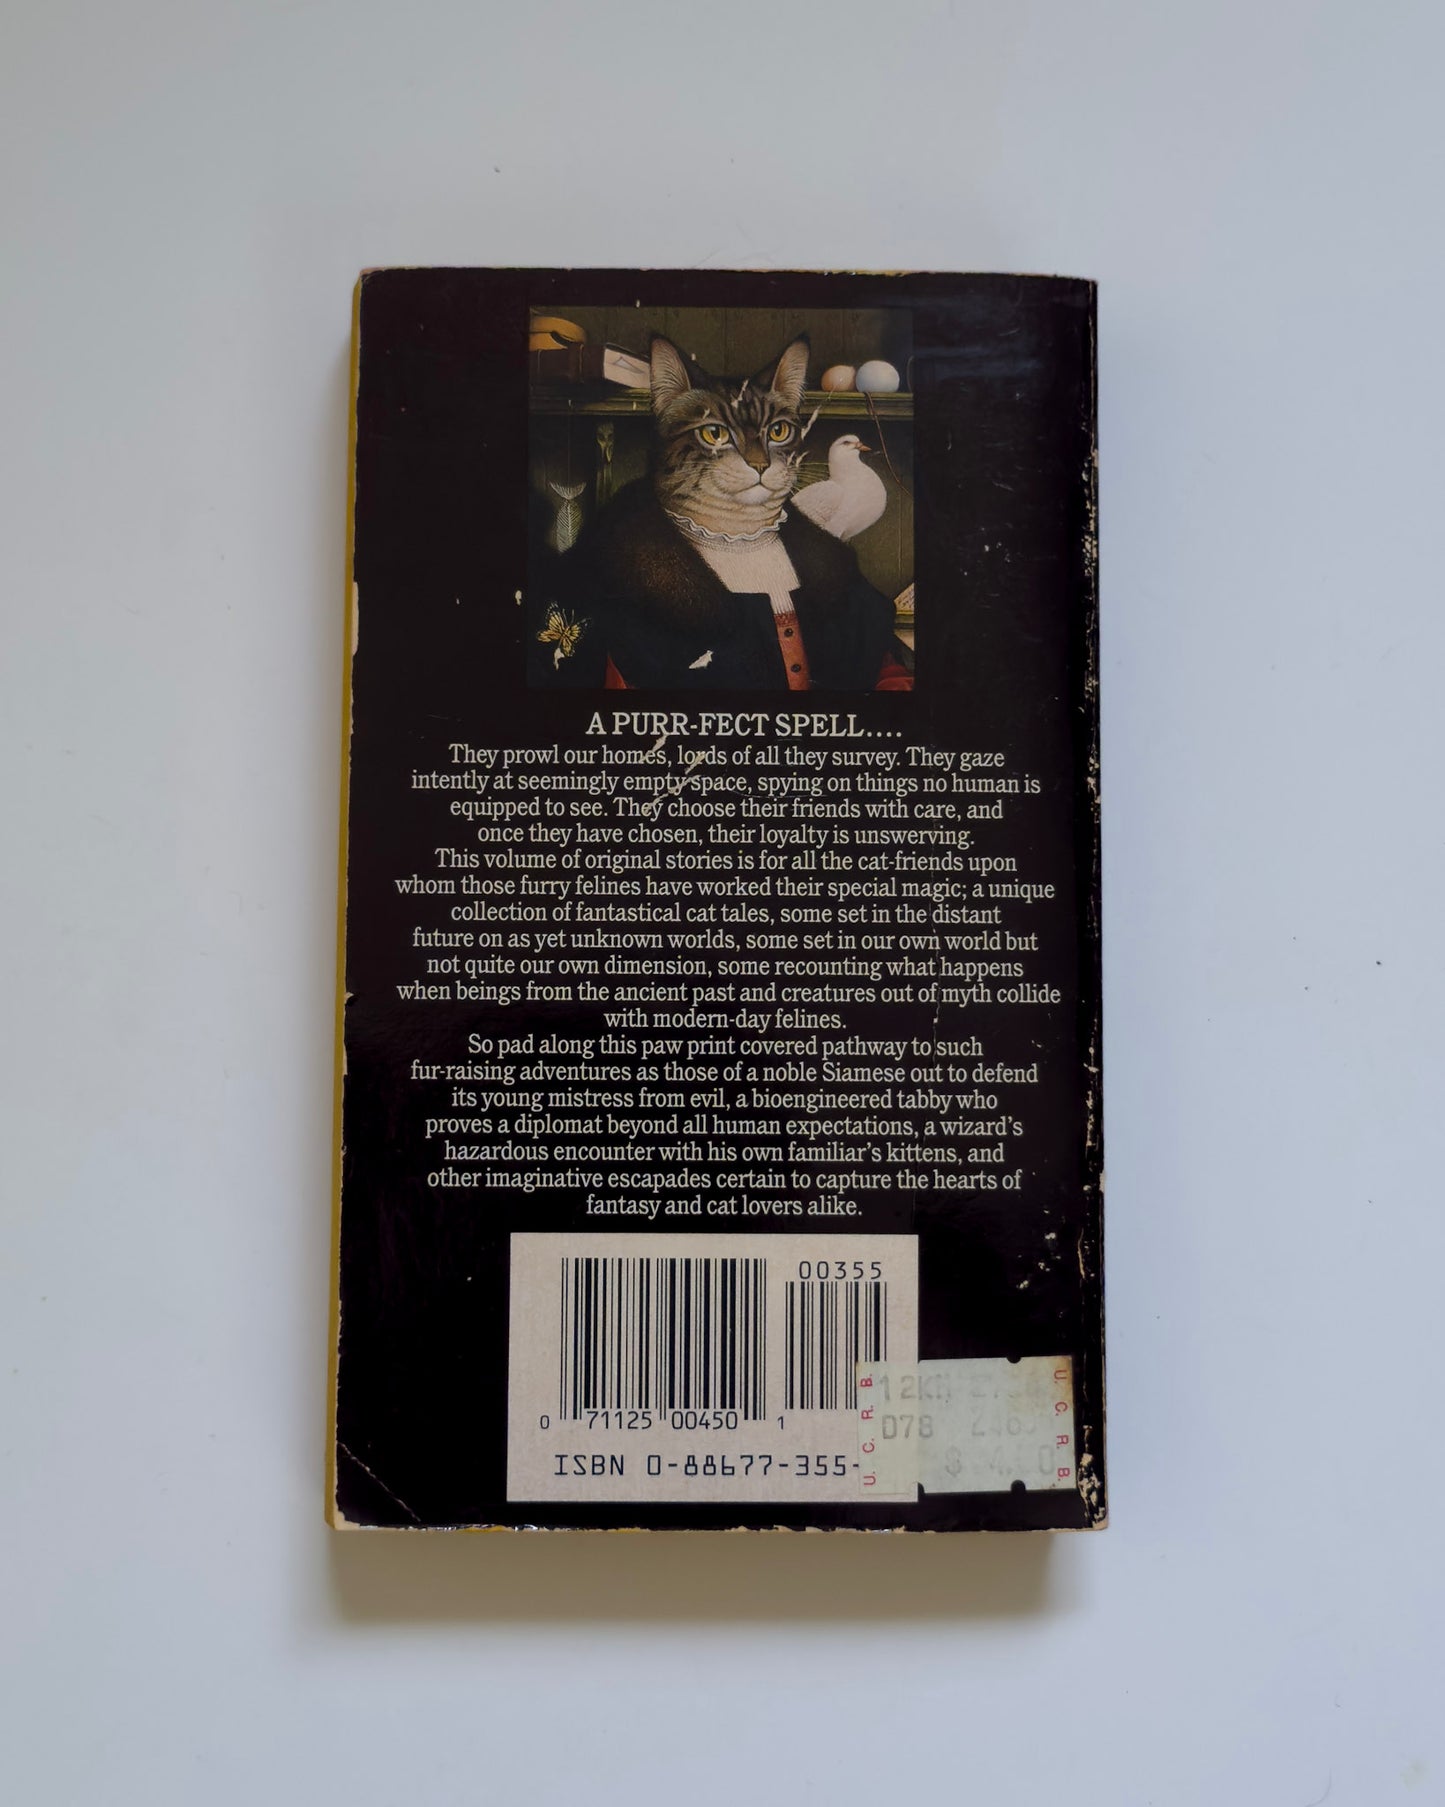 A PURR-FECT SPELL....
They prowl our homes, lords of all they survey. They gaze
intently at seemingly empty space, spying on things no human is
equipped to see. They choose their friends with care, and
once they have chosen, their loyalty is unswerving.
This volume of original stories is for all the cat-friends upon
whom those furry felines have worked their special magic; a unique
collection of fantastical cat tales, some set in the distant
future on as yet unknown worlds, some set in our own world but
not quite our own dimension, some recounting what happens
when beings from the ancient past and creatures out of myth collide
with modern-day felines.
So pad along this paw print covered pathway to such
fur-raising adventures as those of a noble Siamese out to defend
its young mistress from evil, a bioengineered tabby who
proves a diplomat beyond all human expectations, a wizard's
hazardous encounter with his own familiar's kittens, and
other imaginative escapades certain to capture the hearts of
fantasy and cat lovers alike.
00355
0 71125 00450 1
ISBN 0-88677-355-
U. C. R. B.
D78
U. C. R. B.